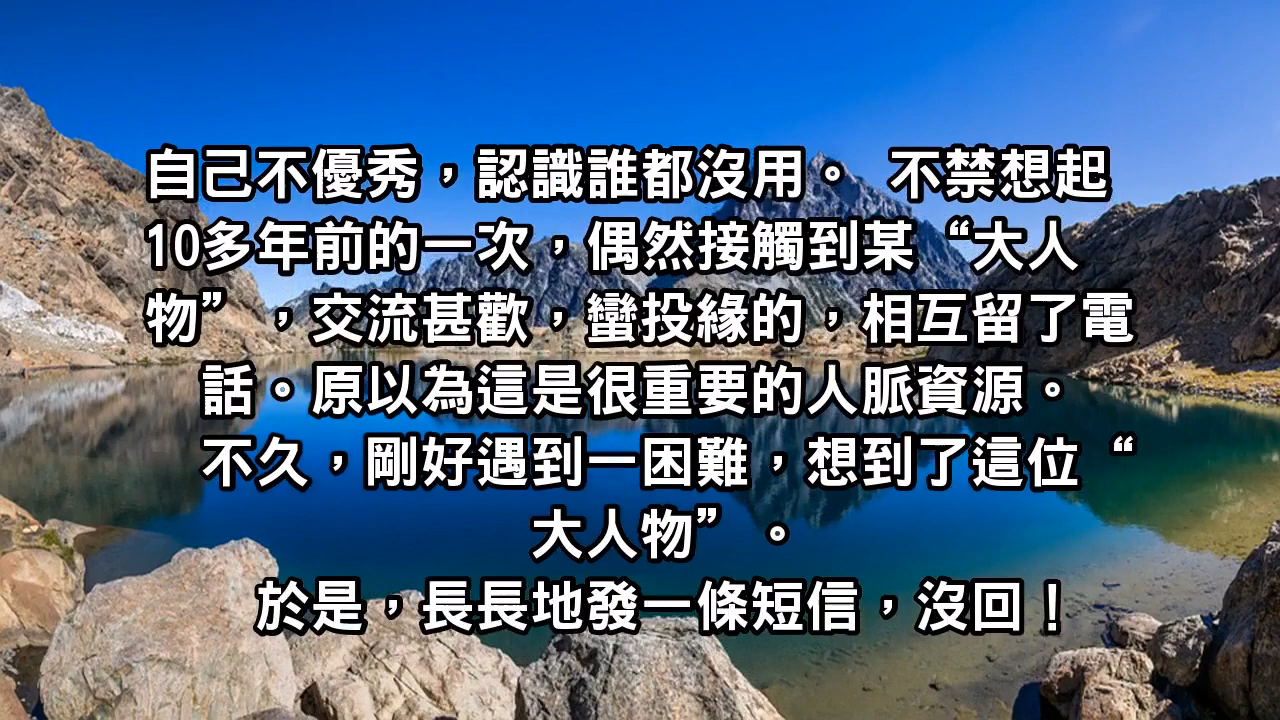 自己不優秀，認識誰都沒用。 不禁想起
10多年前的一次，偶然接觸到某“大人
物”，交流甚歡，蠻投緣的，相互留了電
話。原以為這是很重要的人脈資源。
不久，剛好遇到一困難，想到了這位“
大人物”。
於是，長長地發一條短信，沒回！